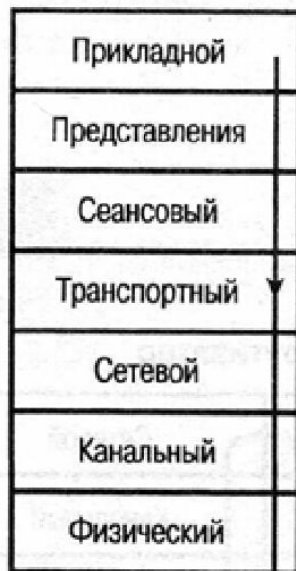 Прикладной
Представления
Сеансовый
Транспортный
Сетевой
Канальный
Физический